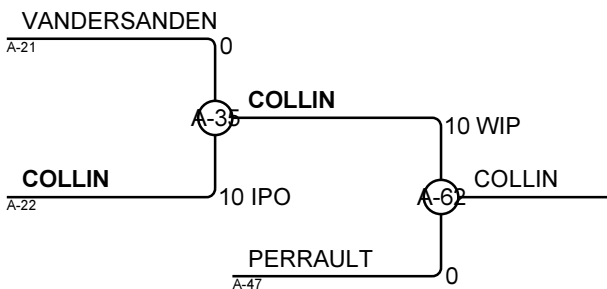 VANDERSANDEN
A-21
0
A-35
COLLIN
COLLIN
A-22
10 IPO
10 WIP
A-62
COLLIN
PERRAULT
A-47
0